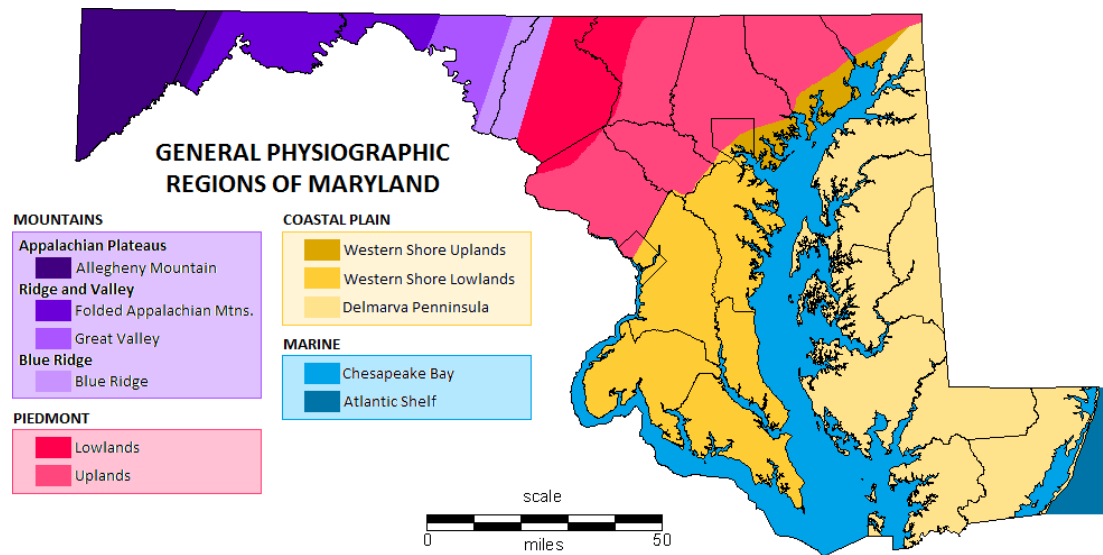 GENERAL PHYSIOGRAPHIC
REGIONS OF MARYLAND
MOUNTAINS
Appalachian Plateaus
Allegheny Mountain
Ridge and Valley
Folded Appalachian Mtns.
Great Valley
Blue Ridge
Blue Ridge
PIEDMONT
Lowlands
Uplands
COASTAL PLAIN
Western Shore Uplands
Western Shore Lowlands
Delmarva Penninsula
MARINE
Chesapeake Bay
Atlantic Shelf
scale
0 miles 50